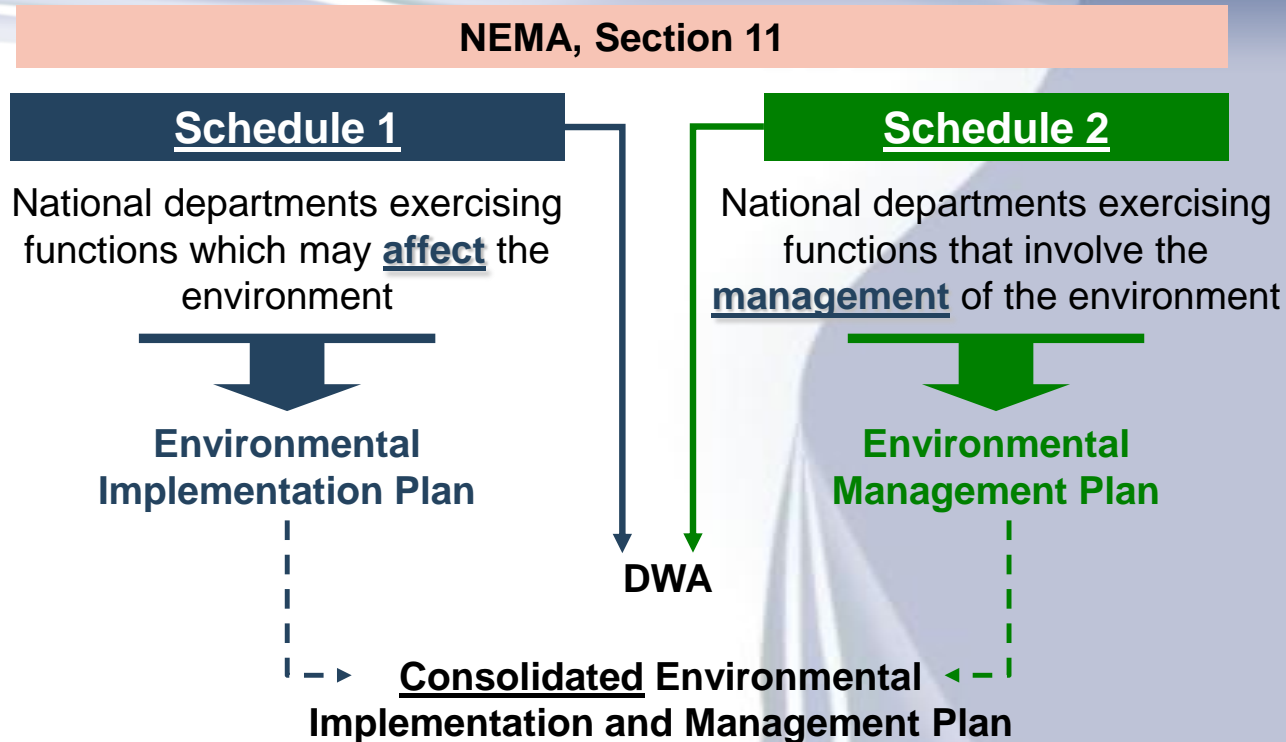 NEMA, Section 11
Schedule 1
National departments exercising
functions which may affect the
environment
Environmental
Implementation Plan
Schedule 2
National departments exercising
functions that involve the
management of the environment
Environmental
Management Plan
DWA
Consolidated Environmental
Implementation and Management Plan